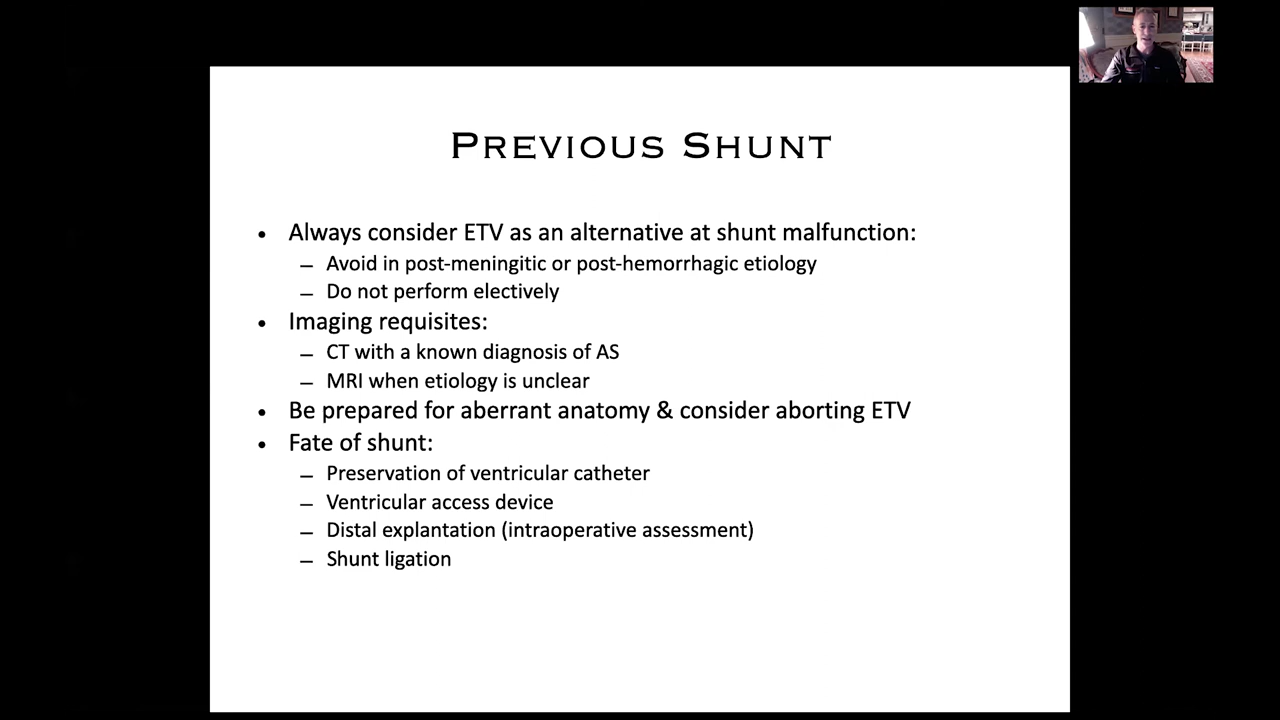 PREVIOUS SHUNT
• Always consider ETV as an alternative at shunt malfunction:
– Avoid in post-meningitic or post-hemorrhagic etiology
– Do not perform electively
• Imaging requisites:
– CT with a known diagnosis of AS
– MRI when etiology is unclear
• Be prepared for aberrant anatomy & consider aborting ETV
• Fate of shunt:
– Preservation of ventricular catheter
– Ventricular access device
– Distal explantation (intraoperative assessment)
– Shunt ligation